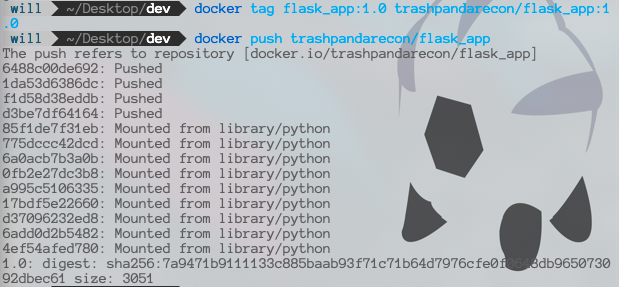 will ~/Desktop/dev docker tag flask_app:1.0 trashpandarecon/flask_app:1
.0
will ~/Desktop/dev docker push trashpandarecon/flask_app
The push refers to repository [docker.io/trashpandarecon/flask_app]
6488c00de692: Pushed
1da53d6386dc: Pushed
f1d58d38eddb: Pushed
d3be7df64164: Pushed
85f1de7f31eb: Mounted from library/python
775dccc42dcd: Mounted from library/python
6a0acb7b3a0b: Mounted from library/python
0fb2e27dc3b8: Mounted from library/python
a995c5106335: Mounted from library/python
17bdf5e22660: Mounted from library/python
d37096232ed8: Mounted from library/python
6add0d2b5482: Mounted from library/python
4ef54afed780: Mounted from library/python
1.0: digest:
92dbec61 size: 3051